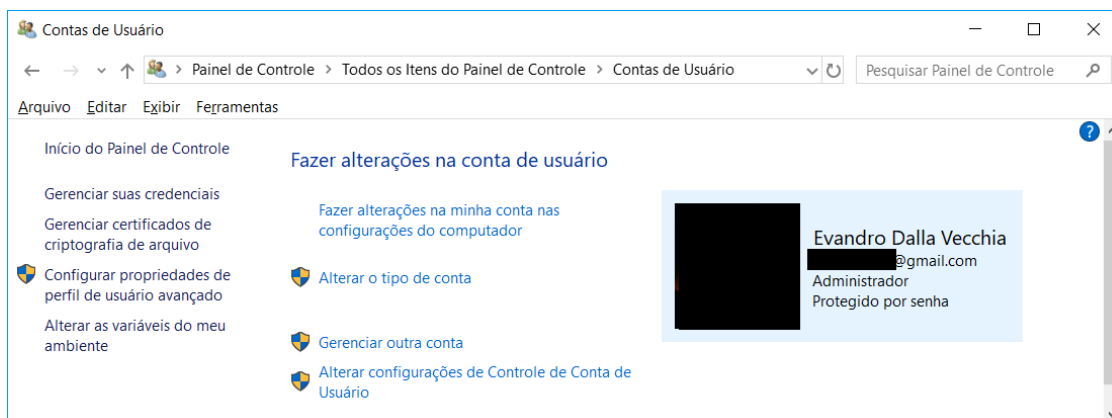 Contas de Usuário
Painel de Controle > Todos os Itens do Painel de Controle > Contas de Usuário
Pesquisar Painel de Controle
Arquivo Editar Exibir Ferramentas
Início do Painel de Controle
Gerenciar suas credenciais
Gerenciar certificados de
criptografia de arquivo
Configurar propriedades de
perfil de usuário avançado
Alterar as variáveis do meu
ambiente
Fazer alterações na conta de usuário
Fazer alterações na minha conta nas
configurações do computador
Alterar o tipo de conta
Gerenciar outra conta
Alterar configurações de Controle de Conta de
Usuário
Evandro Dalla Vecchia
@gmail.com
Administrador
Protegido por senha